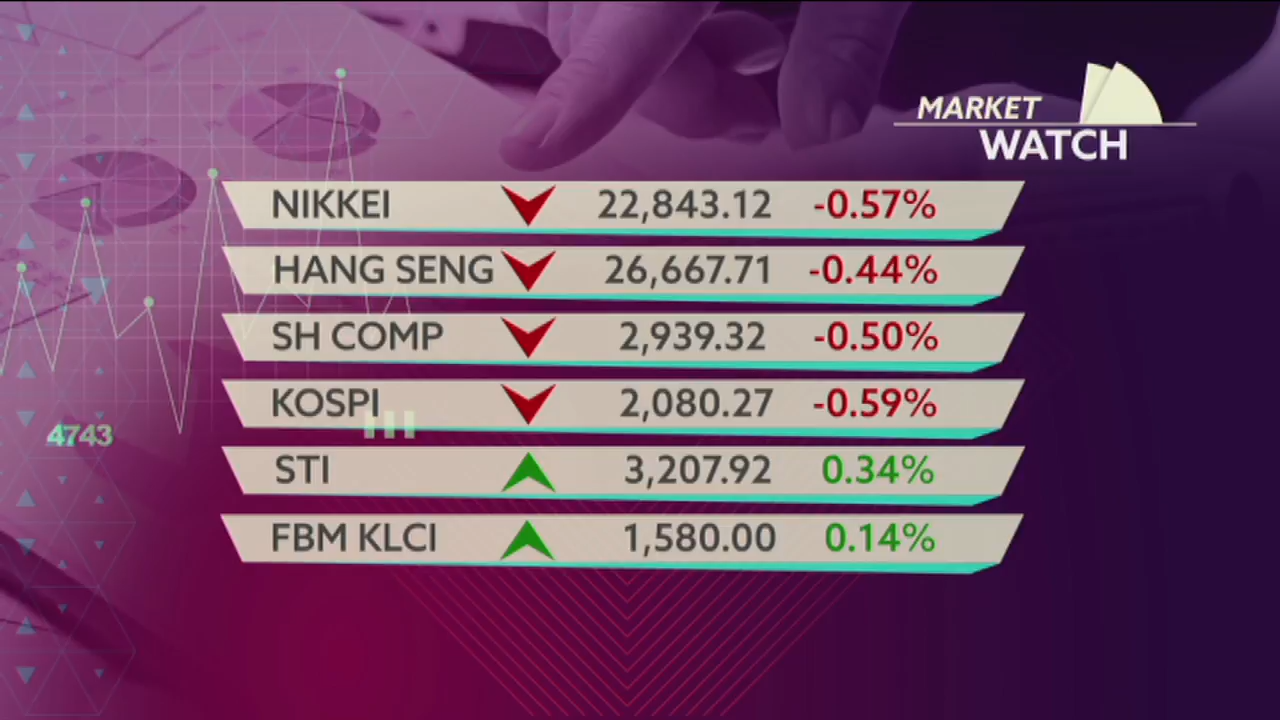 MARKET
WATCH
NIKKEI 22,843.12 -0.57%
HANG SENG 26,667.71 -0.44%
SH COMP 2,939.32 -0.50%
KOSPI 2,080.27 -0.59%
4743
STI 3,207.92 0.34%
FBM KLCI 1,580.00 0.14%